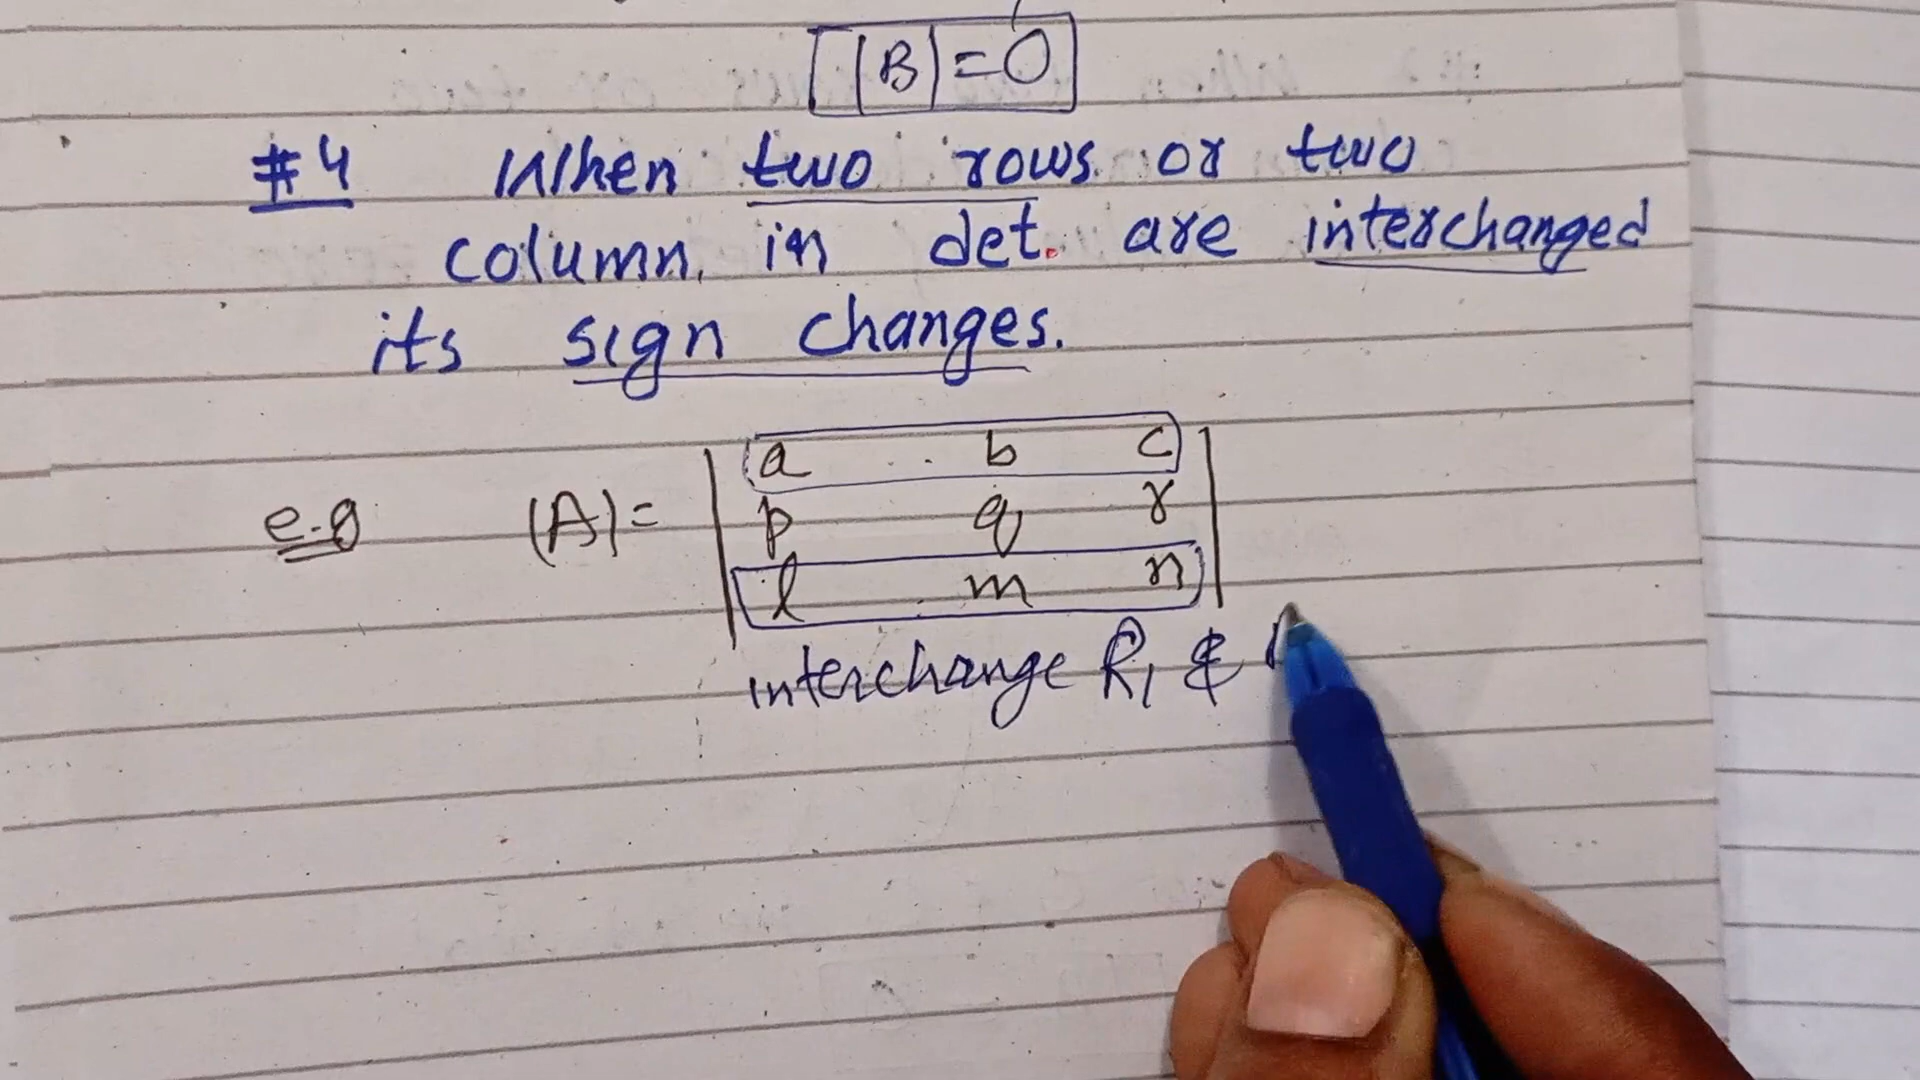 |B| = 0
#4 When two rows or two
column in det. are interchanged
its sign changes.
a b c
e.g (A) = p q r
l m n
interchange R1 &